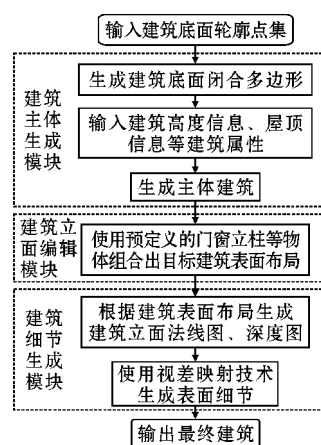 输入建筑底面轮廓点集
建筑
主体
生成
模块
生成建筑底面闭合多边形
输入建筑高度信息、屋顶
信息等建筑属性
生成主体建筑
建筑立
面编辑
模块
使用预定义的门窗立柱等物
体组合出目标建筑表面布局
建筑
细节
生成
模块
根据建筑表面布局生成
建筑立面法线图、深度图
使用视差映射技术
生成表面细节
输出最终建筑